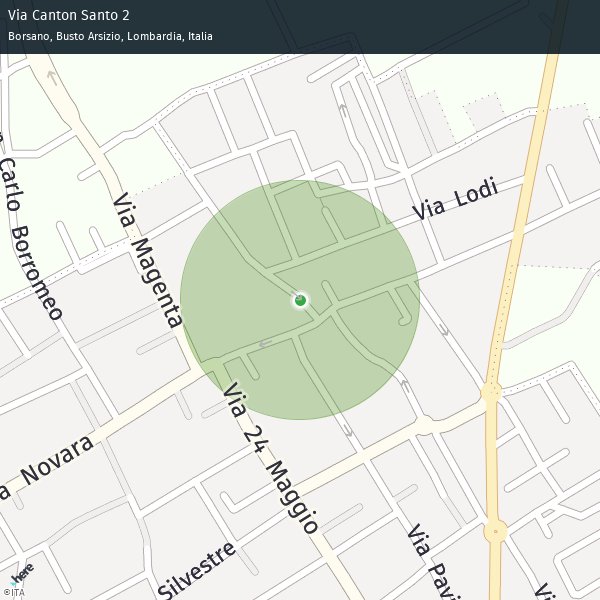 Via Canton Santo 2
Borsano, Busto Arsizio, Lombardia, Italia
Carlo Borromeo
Via Magenta
Via Lodi
Via 24 Maggio
Novara
Silvestre
Via
here
©ITA